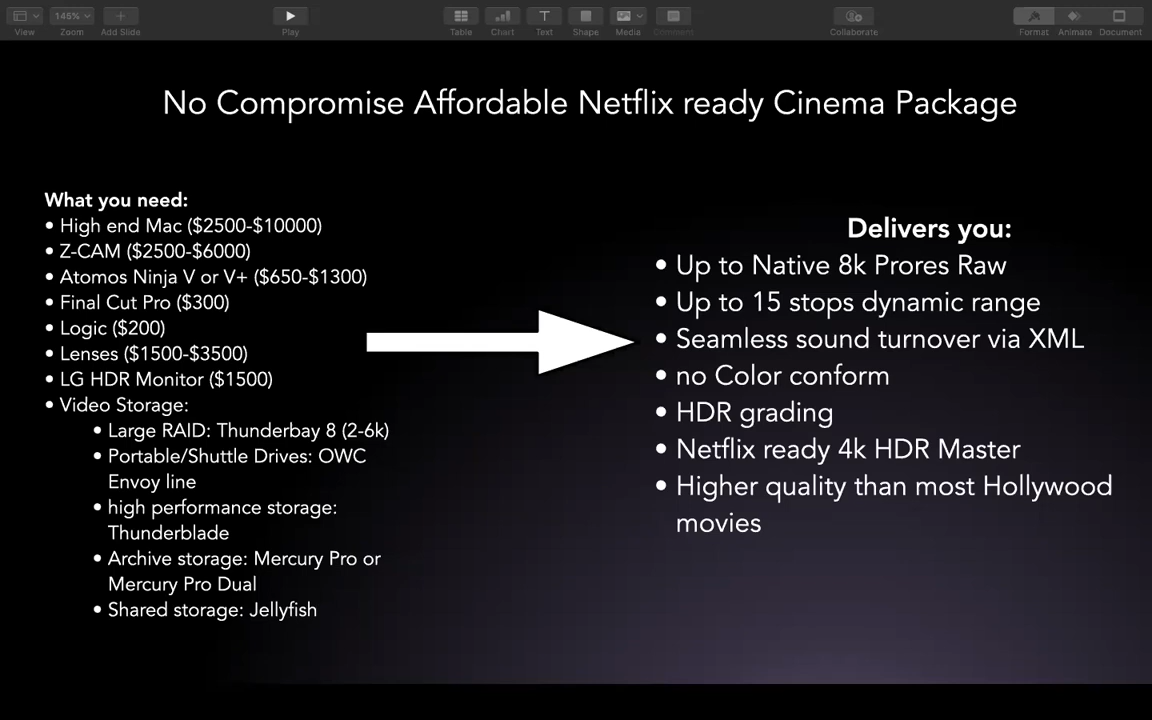 145%
View
Zoom
Add Slide
Play
Table
Chart
Text
Shape
Media
Comment
Collaborate
Format
Animate
Document
No Compromise Affordable Netflix ready Cinema Package
What you need:
• High end Mac ($2500-$10000)
• Z-CAM ($2500-$6000)
• Atomos Ninja V or V+ ($650-$1300)
• Final Cut Pro ($300)
• Logic ($200)
• Lenses ($1500-$3500)
• LG HDR Monitor ($1500)
• Video Storage:
• Large RAID: Thunderbay 8 (2-6k)
• Portable/Shuttle Drives: OWC
Envoy line
• high performance storage:
Thunderblade
• Archive storage: Mercury Pro or
Mercury Pro Dual
• Shared storage: Jellyfish
Delivers you:
• Up to Native 8k Prores Raw
• Up to 15 stops dynamic range
• Seamless sound turnover via XML
• no Color conform
• HDR grading
• Netflix ready 4k HDR Master
• Higher quality than most Hollywood
movies